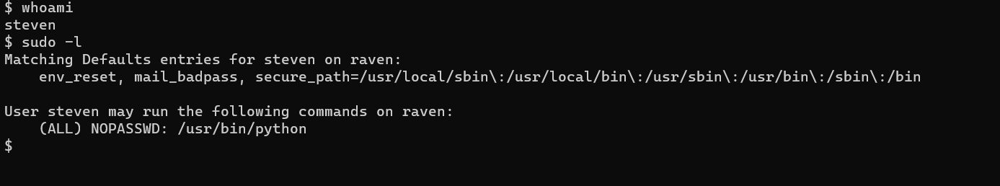 $ whoami
steven
$ sudo -l
Matching Defaults entries for steven on raven:
    env_reset, mail_badpass, secure_path=/usr/local/sbin\:/usr/local/bin\:/usr/sbin\:/usr/bin\:/sbin\:/bin

User steven may run the following commands on raven:
    (ALL) NOPASSWD: /usr/bin/python
$